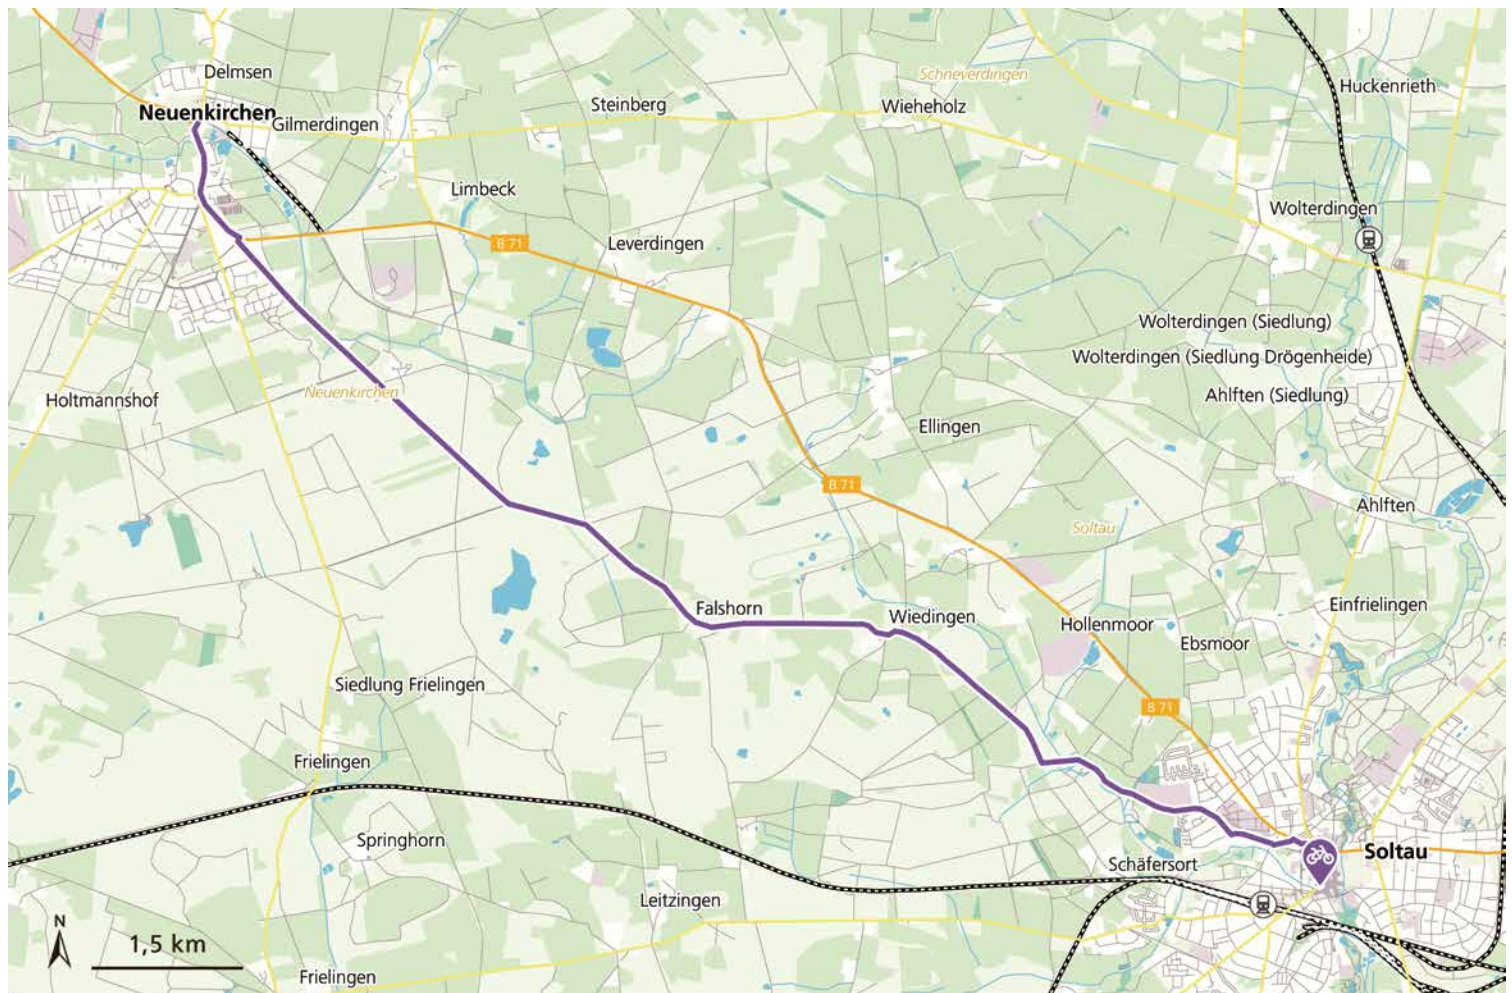 Delmsen
Schneverdingen
Huckenrieth
Neuenkirchen
Gilmerdingen
Steinberg
Wieheholz
Limbeck
Wolterdingen
B 71
Leverdingen
Wolterdingen (Siedlung)
Wolterdingen (Siedlung Drögenheide)
Holtmannshof
Neuenkirchen
Ahlften (Siedlung)
Ellingen
B 71
Ahlften
Soltau
Falshorn
Wiedingen
Hollenmoor
Einfrielingen
Ebsmoor
Siedlung Frielingen
B 71
Frielingen
Springhorn
Soltau
Schäfersort
Leitzingen
N
1,5 km
Frielingen